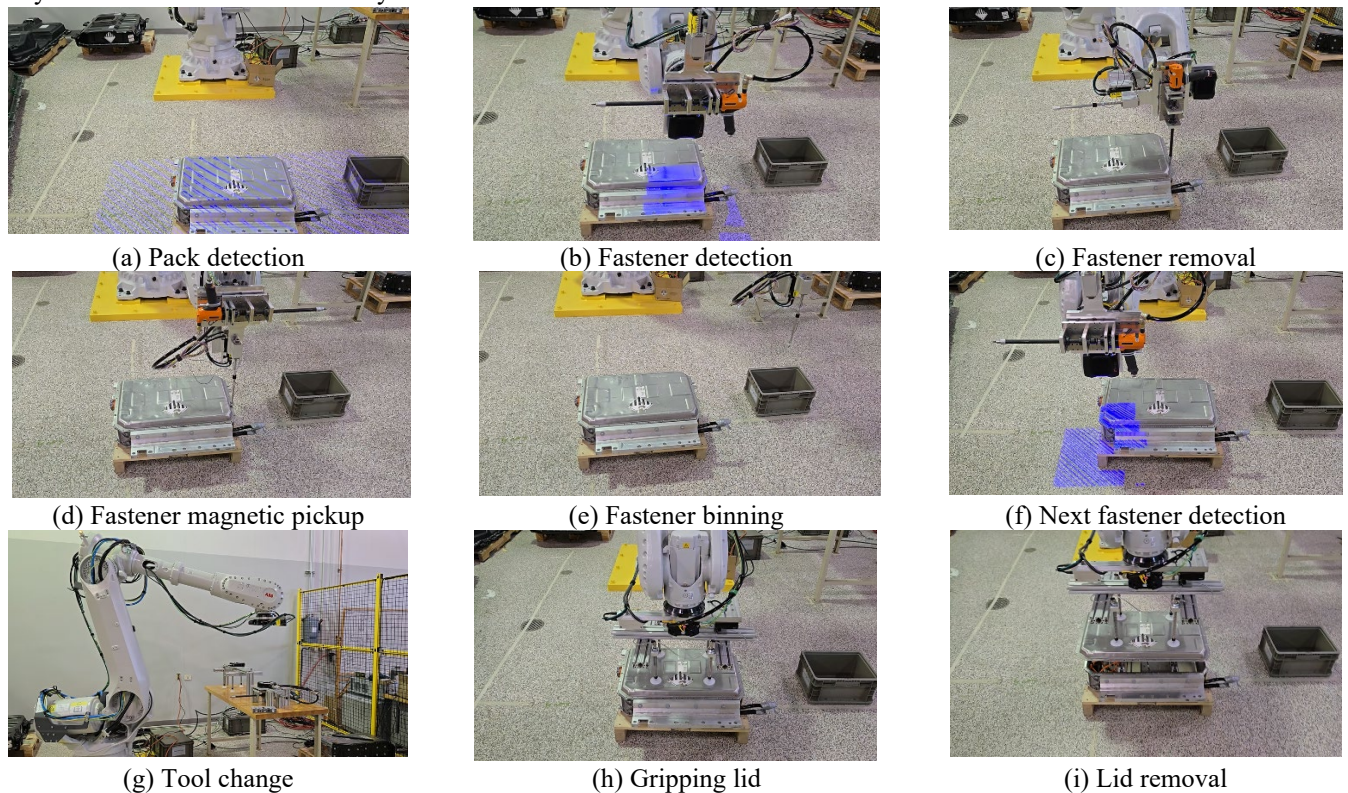 (a) Pack detection
(b) Fastener detection
(c) Fastener removal
(d) Fastener magnetic pickup
(e) Fastener binning
(f) Next fastener detection
ABB
(g) Tool change
(h) Gripping lid
(i) Lid removal